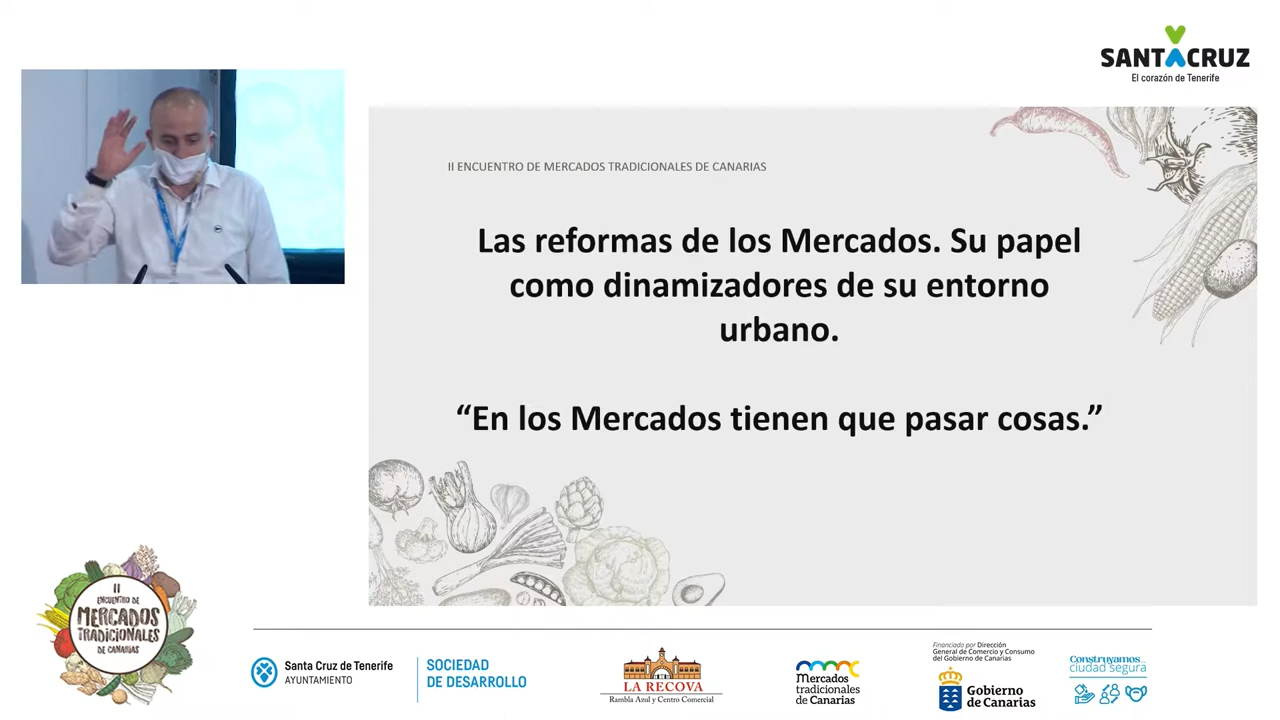 SANTACRUZ
El corazón de Tenerife
II ENCUENTRO DE MERCADOS TRADICIONALES DE CANARIAS
Las reformas de los Mercados. Su papel
como dinamizadores de su entorno
urbano.
“En los Mercados tienen que pasar cosas.”
II
ENCUENTRO DE
MERCADOS
TRADICIONALES
DE CANARIAS
Santa Cruz de Tenerife
AYUNTAMIENTO
SOCIEDAD
DE DESARROLLO
LA RECOVA
Rambla Azul y Centro Comercial
mercados
tradicionales
de Canarias
Financiado por Dirección
General de Comercio y Consumo
del Gobierno de Canarias
Gobierno
de Canarias
Construyamos...
ciudad segura